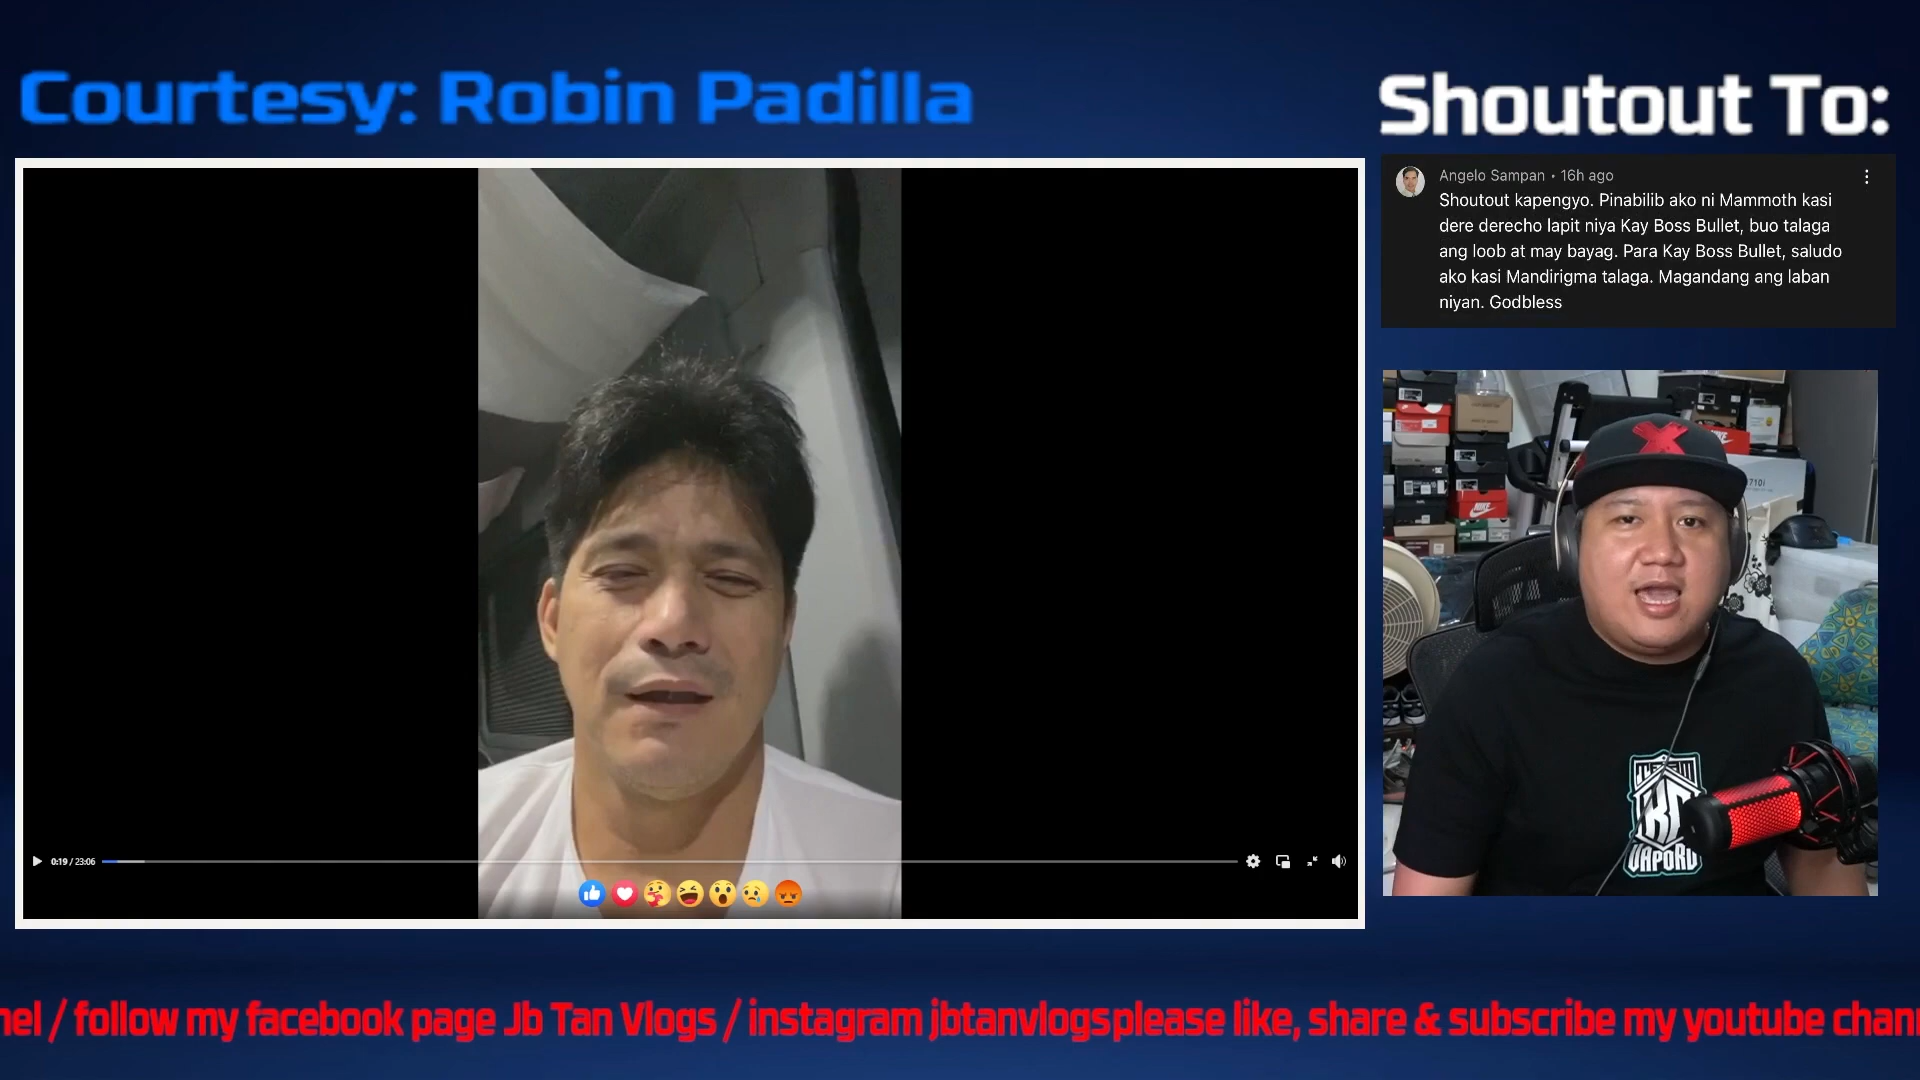 Courtesy: Robin Padilla
Shoutout To:
Angelo Sampan • 16h ago
Shoutout kapengyo. Pinabilib ako ni Mammoth kasi
dere derecho lapit niya Kay Boss Bullet, buo talaga
ang loob at may bayag. Para Kay Boss Bullet, saludo
ako kasi Mandirigma talaga. Magandang ang laban
niyan. Godbless
0:19 / 23:06
TEAM
VAPORU
nel / follow my facebook page Jb Tan Vlogs / instagram jbtanvlogsplease like, share & subscribe my youtube chann